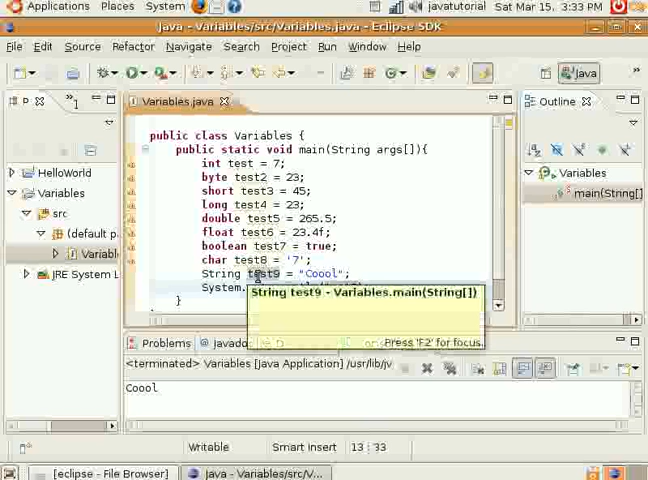 Applications Places System javatutorial Sat Mar 15, 3:33 PM
Java - Variables/src/Variables.java - Eclipse SDK
File Edit Source Refactor Navigate Search Project Run Window Help
Java
P »1 Variables.java Outline
public class Variables {
public static void main(String args[]){
int test = 7;
byte test2 = 23;
short test3 = 45;
long test4 = 23;
double test5 = 265.5;
float test6 = 23.4f;
boolean test7 = true;
char test8 = '7';
String test9 = "Coool";
System.
}
String test9 - Variables.main(String[])
Press 'F2' for focus.
HelloWorld
Variables
src
(default p
Variabl
JRE System L
Variables
main(String[]
Problems @ Javado
<terminated> Variables [Java Application] /usr/lib/jv
Coool
Writable Smart Insert 13 : 33
[eclipse - File Browser] Java - Variables/src/V...